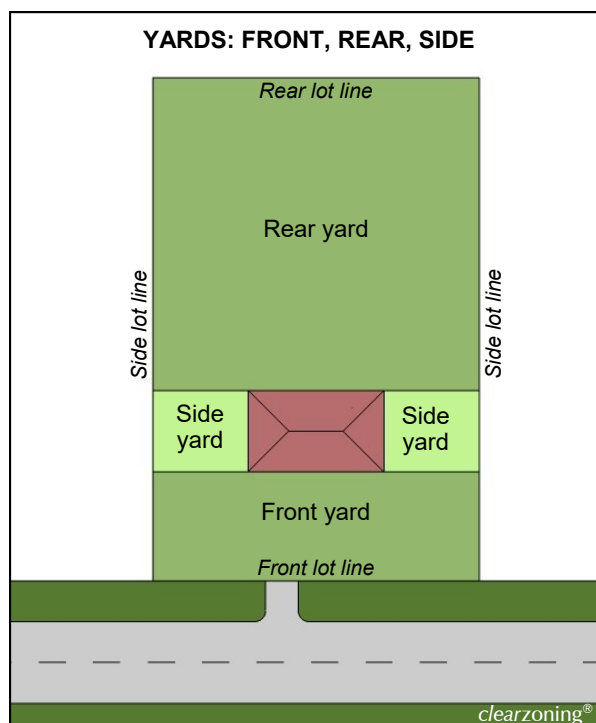 YARDS: FRONT, REAR, SIDE
Rear lot line
Rear yard
Side lot line
Side lot line
Side
yard
Side
yard
Front yard
Front lot line
clearzoning®